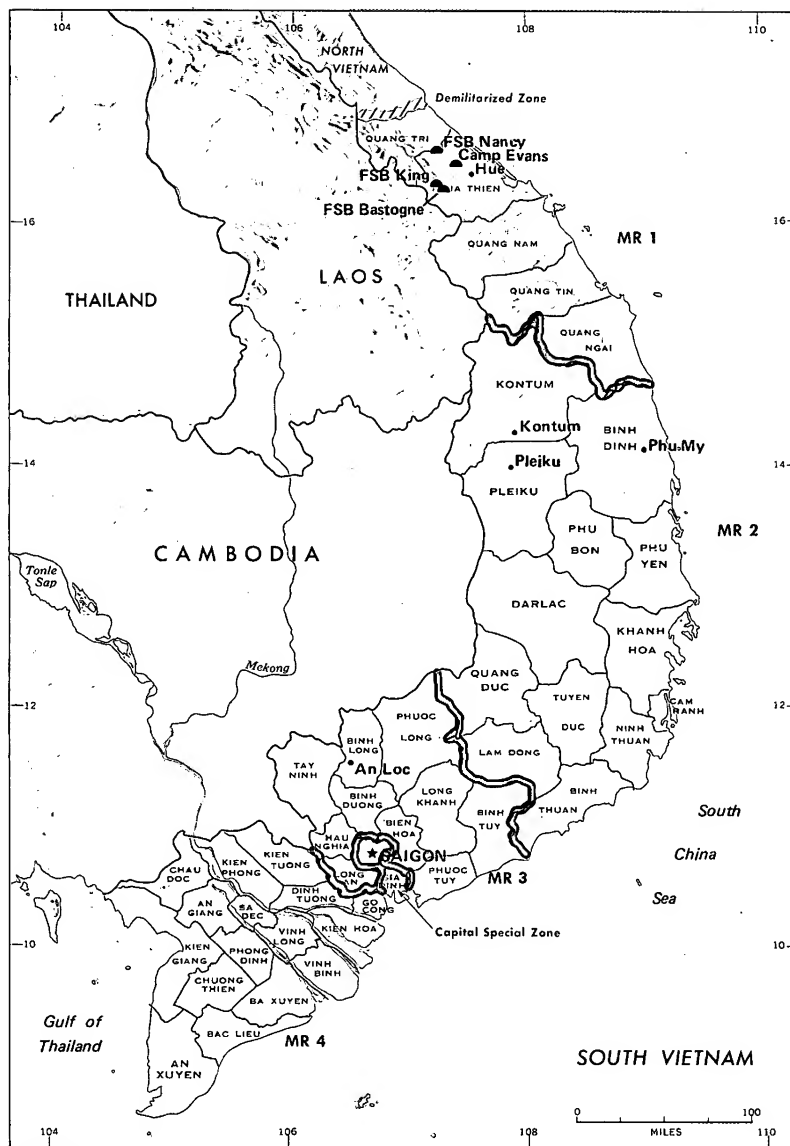 104
106
108
110
NORTH
VIETNAM
Demilitarized Zone
QUANG TRI
FSB Nancy
Camp Evans
Hue
FSB King
IA THIEN
FSB Bastogne
16
16-
MR 1
QUANG NAM
LAOS
THAILAND
QUANG TIN
QUANG
NGAI
KONTUM
Kontum
BINH
DINH
Phu-My
14
14-
Pleiku
PLEIKU
PHU
BON
PHU
YEN
MR 2
CAMBODIA
Tonle
Sap
DARLAC
KHANH
HOA
Mekong
QUANG
DUC
12
12-
TUYEN
DUC
CAM
RANH
NINH
THUAN
PHUOC
LONG
BINH
LONG
An Loc
TAY
NINH
LAM DONG
BINH
DUONG
LONG
KHANH
BINH
TUY
BINH
THUAN
BIEN
HOA
HAU
NGHIA
SAIGON
South
China
Sea
KIEN
TUONG
KIEN
PHONG
CHAU
DOC
LONG
AN
GIA
DINH
PHUOC
TUY
MR 3
DINH
TUONG
GO
CONG
AN
GIANG
SA
DEC
VINH
LONG
KIEN HOA
Capital Special Zone
10
10-
KIEN
GIANG
PHONG
DINH
VINH
BINH
CHUONG
THIEN
BA XUYEN
Gulf of
Thailand
BAC LIEU
MR 4
AN
XUYEN
SOUTH VIETNAM
0
100
MILES
104
106
108